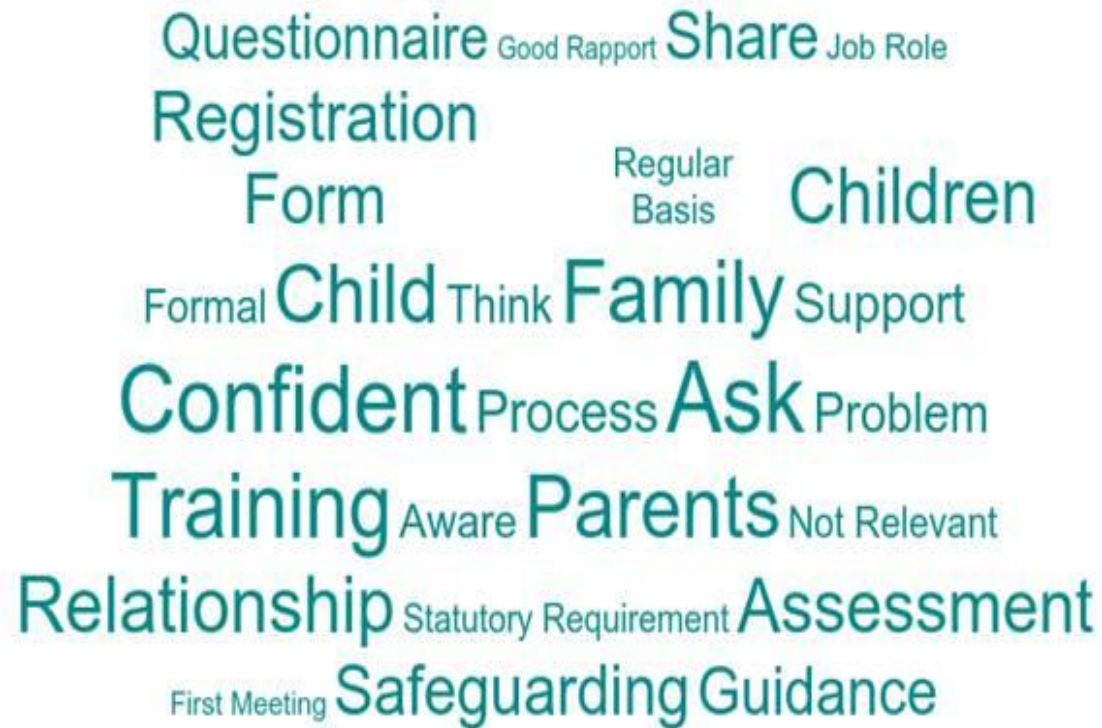 Questionnaire Good Rapport Share Job Role
Registration
Form Regular Basis Children
Formal Child Think Family Support
Confident Process Ask Problem
Training Aware Parents Not Relevant
Relationship Statutory Requirement Assessment
First Meeting Safeguarding Guidance